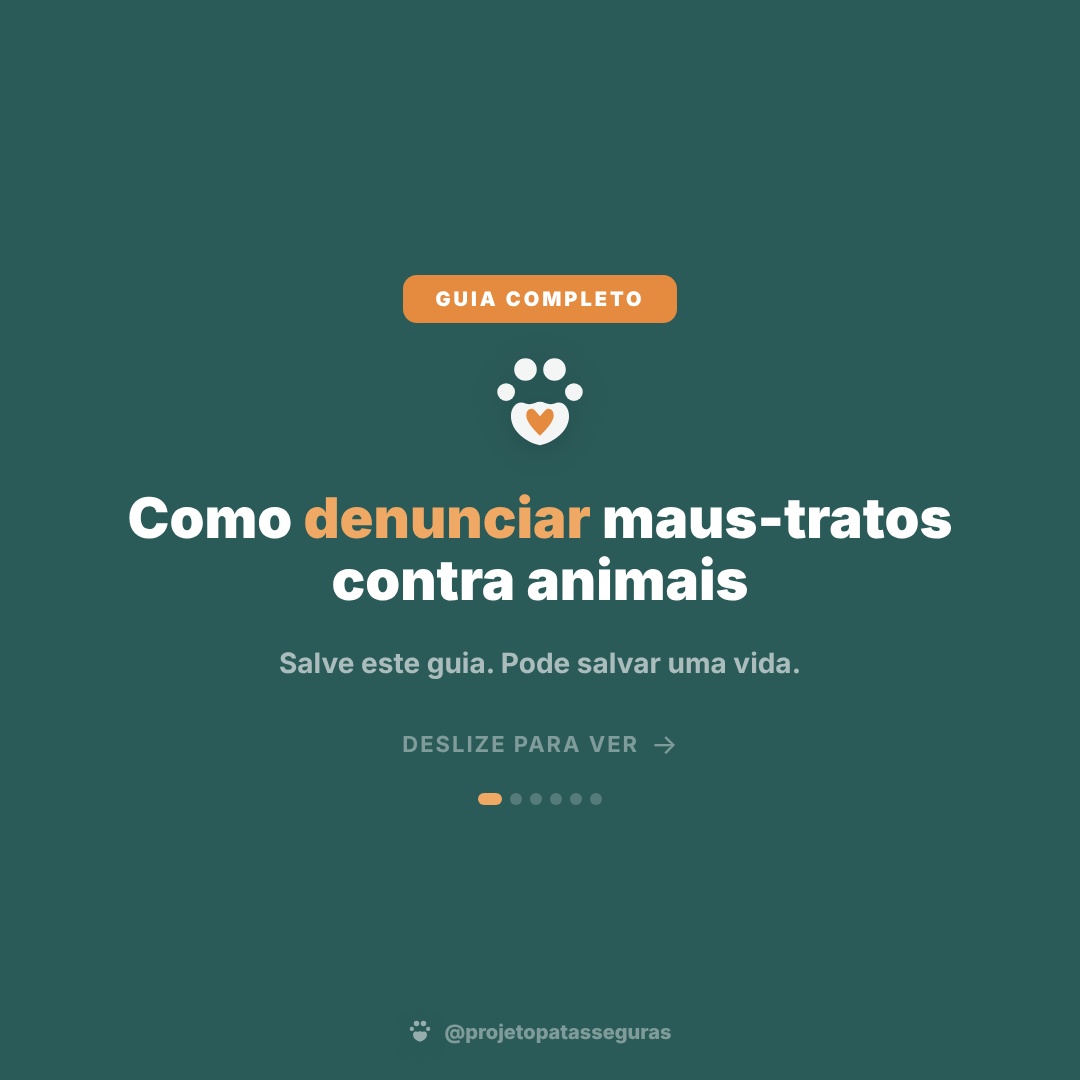 GUIA COMPLETO
Como denunciar maus-tratos
contra animais
Salve este guia. Pode salvar uma vida.
DESLIZE PARA VER →
@projetopatasseguras